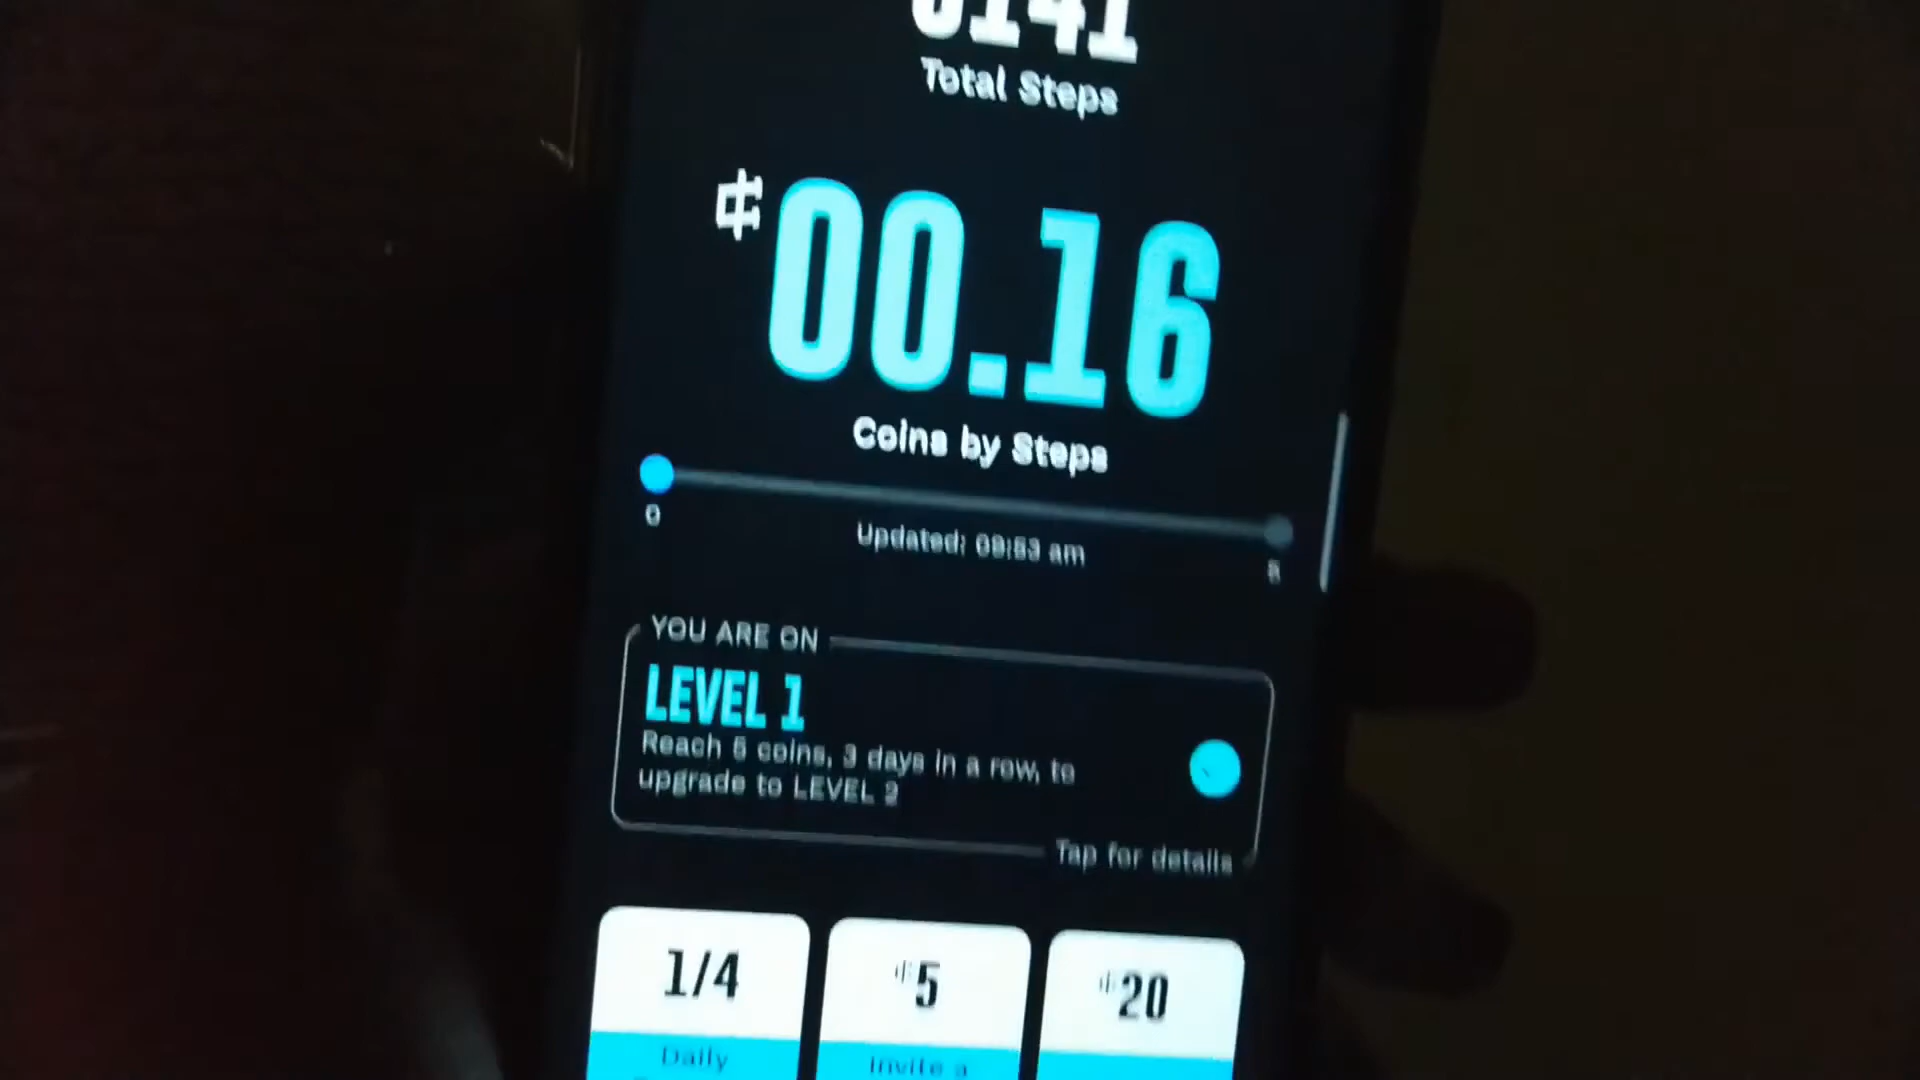 0141
Total Steps
00.16
Coins by Steps
0
5
Updated: 09:53 am
YOU ARE ON
LEVEL 1
Reach 5 coins, 3 days in a row, to
upgrade to LEVEL 2
Tap for details
1/4
5
20
Daily
Invite a